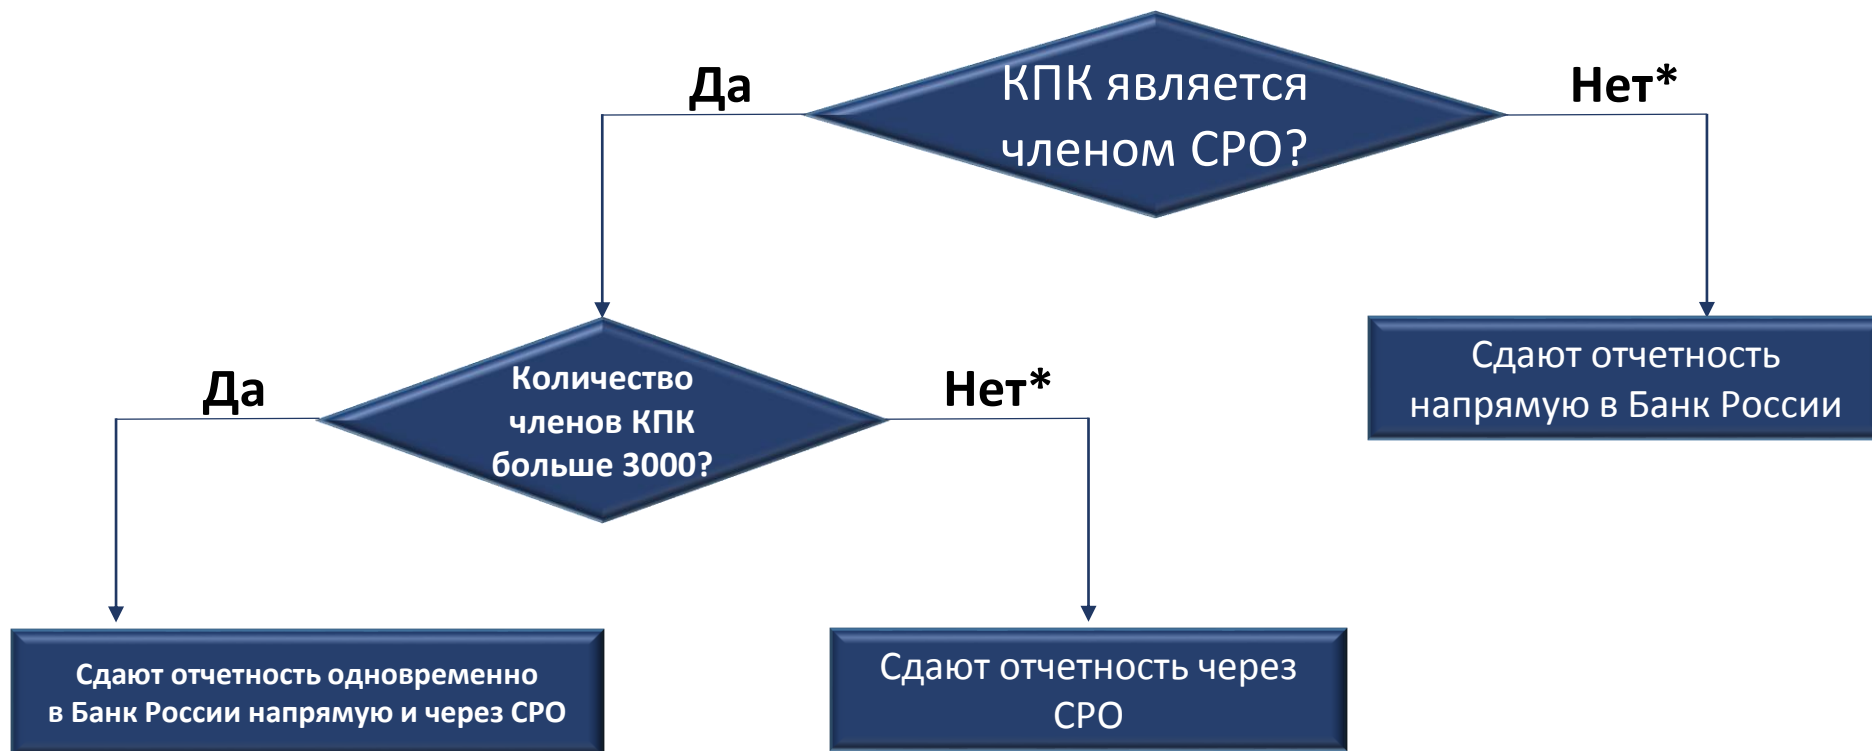 Да
КПК является
членом СРО?
Нет*
Да
Количество
членов КПК
больше 3000?
Нет*
Сдают отчетность
напрямую в Банк России
Сдают отчетность одновременно
в Банк России напрямую и через СРО
Сдают отчетность через
СРО